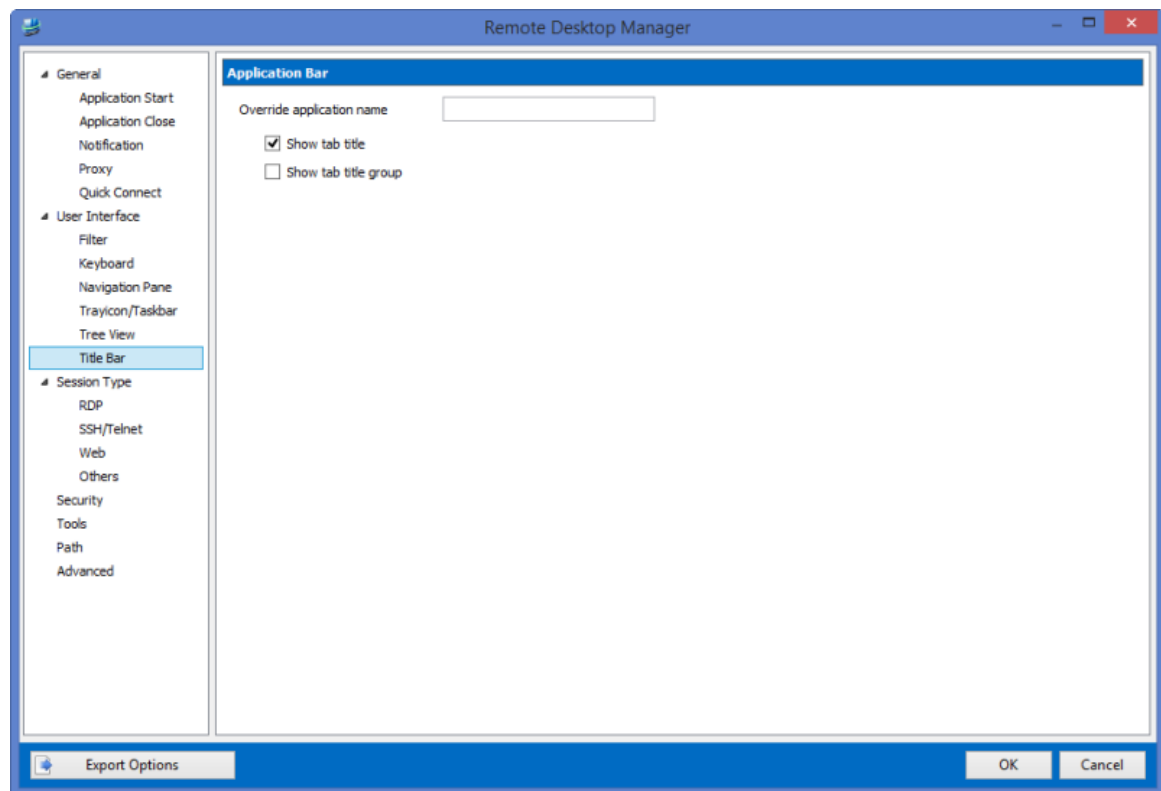 Remote Desktop Manager
General
Application Start
Application Close
Notification
Proxy
Quick Connect
User Interface
Filter
Keyboard
Navigation Pane
Trayicon/Taskbar
Tree View
Title Bar
Session Type
RDP
SSH/Telnet
Web
Others
Security
Tools
Path
Advanced
Application Bar
Override application name
Show tab title
Show tab title group
Export Options
OK
Cancel